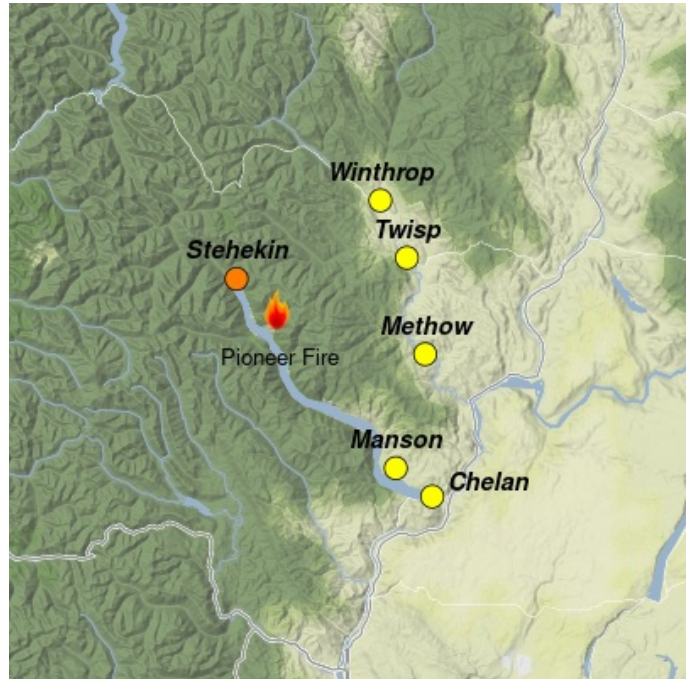 Winthrop
Twisp
Stehekin
Methow
Pioneer Fire
Manson
Chelan